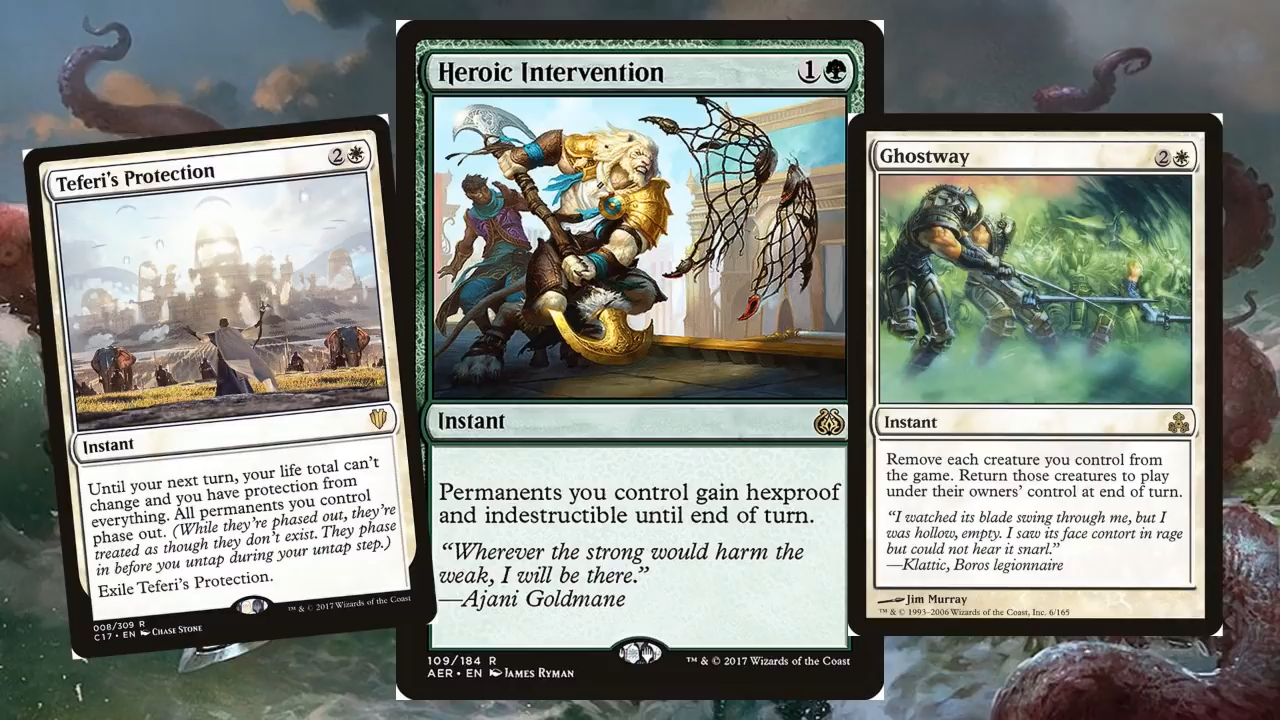 Teferi's Protection
2
Instant
Until your next turn, your life total can't
change and you have protection from
everything. All permanents you control
phase out. (While they're phased out, they're
treated as though they don't exist. They phase
in before you untap during your untap step.)
Exile Teferi's Protection.
008/309 R
C17 • EN CHASE STONE
™ & © 2017 Wizards of the Coast
Heroic Intervention
1
Instant
Permanents you control gain hexproof
and indestructible until end of turn.
“Wherever the strong would harm the
weak, I will be there.”
—Ajani Goldmane
109/184 R
AER • EN JAMES RYMAN
™ & © 2017 Wizards of the Coast
Ghostway
2
Instant
Remove each creature you control from
the game. Return those creatures to play
under their owners' control at end of turn.
“I watched its blade swing through me, but I
was hollow, empty. I saw its face contort in rage
but could not hear it snarl.”
—Klattic, Boros legionnaire
Jim Murray
™ & © 1993–2006 Wizards of the Coast, Inc. 6/165